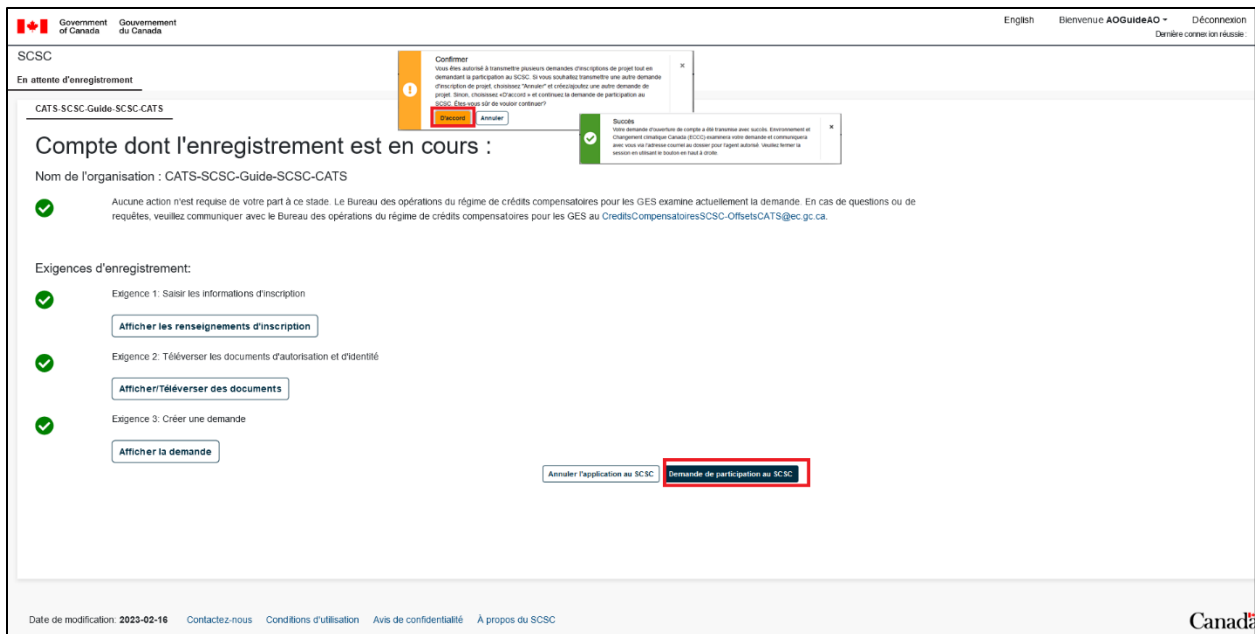 Government of Canada
Gouvernement du Canada
English
Bienvenue AOGuideAO
Déconnexion
Dernière connexion réussie :
SCSC
En attente d'enregistrement
Confirmer
Vous êtes autorisé à transmettre plusieurs demandes d'inscriptions de projet tout en
demandant la participation au SCSC. Si vous souhaitez transmettre une autre demande
d'inscription de projet, choisissez "Annuler" et créez/ajoutez une autre demande de
projet. Sinon, choisissez «D'accord » et continuez la demande de participation au
SCSC. Êtes-vous sûr de vouloir continuer?
D'accord
Annuler
Succès
Votre demande d'ouverture de compte a été transmise avec succès. Environnement et
Changement climatique Canada (ECCC) examinera votre demande et communiquera
avec vous via l'adresse courriel au dossier pour l'agent autorisé. Veuillez fermer la
session en utilisant le bouton en haut à droite.
CATS-SCSC-Guide-SCSC-CATS
Compte dont l'enregistrement est en cours :
Nom de l'organisation : CATS-SCSC-Guide-SCSC-CATS
Aucune action n'est requise de votre part à ce stade. Le Bureau des opérations du régime de crédits compensatoires pour les GES examine actuellement la demande. En cas de questions ou de
requêtes, veuillez communiquer avec le Bureau des opérations du régime de crédits compensatoires pour les GES au CreditsCompensatoiresSCSC-OffsetsCATS@ec.gc.ca.
Exigences d'enregistrement:
Exigence 1: Saisir les informations d'inscription
Afficher les renseignements d'inscription
Exigence 2: Téléverser les documents d'autorisation et d'identité
Afficher/Téléverser des documents
Exigence 3: Créer une demande
Afficher la demande
Annuler l'application au SCSC
Demande de participation au SCSC
Date de modification: 2023-02-16
Contactez-nous
Conditions d'utilisation
Avis de confidentialité
À propos du SCSC
Canada